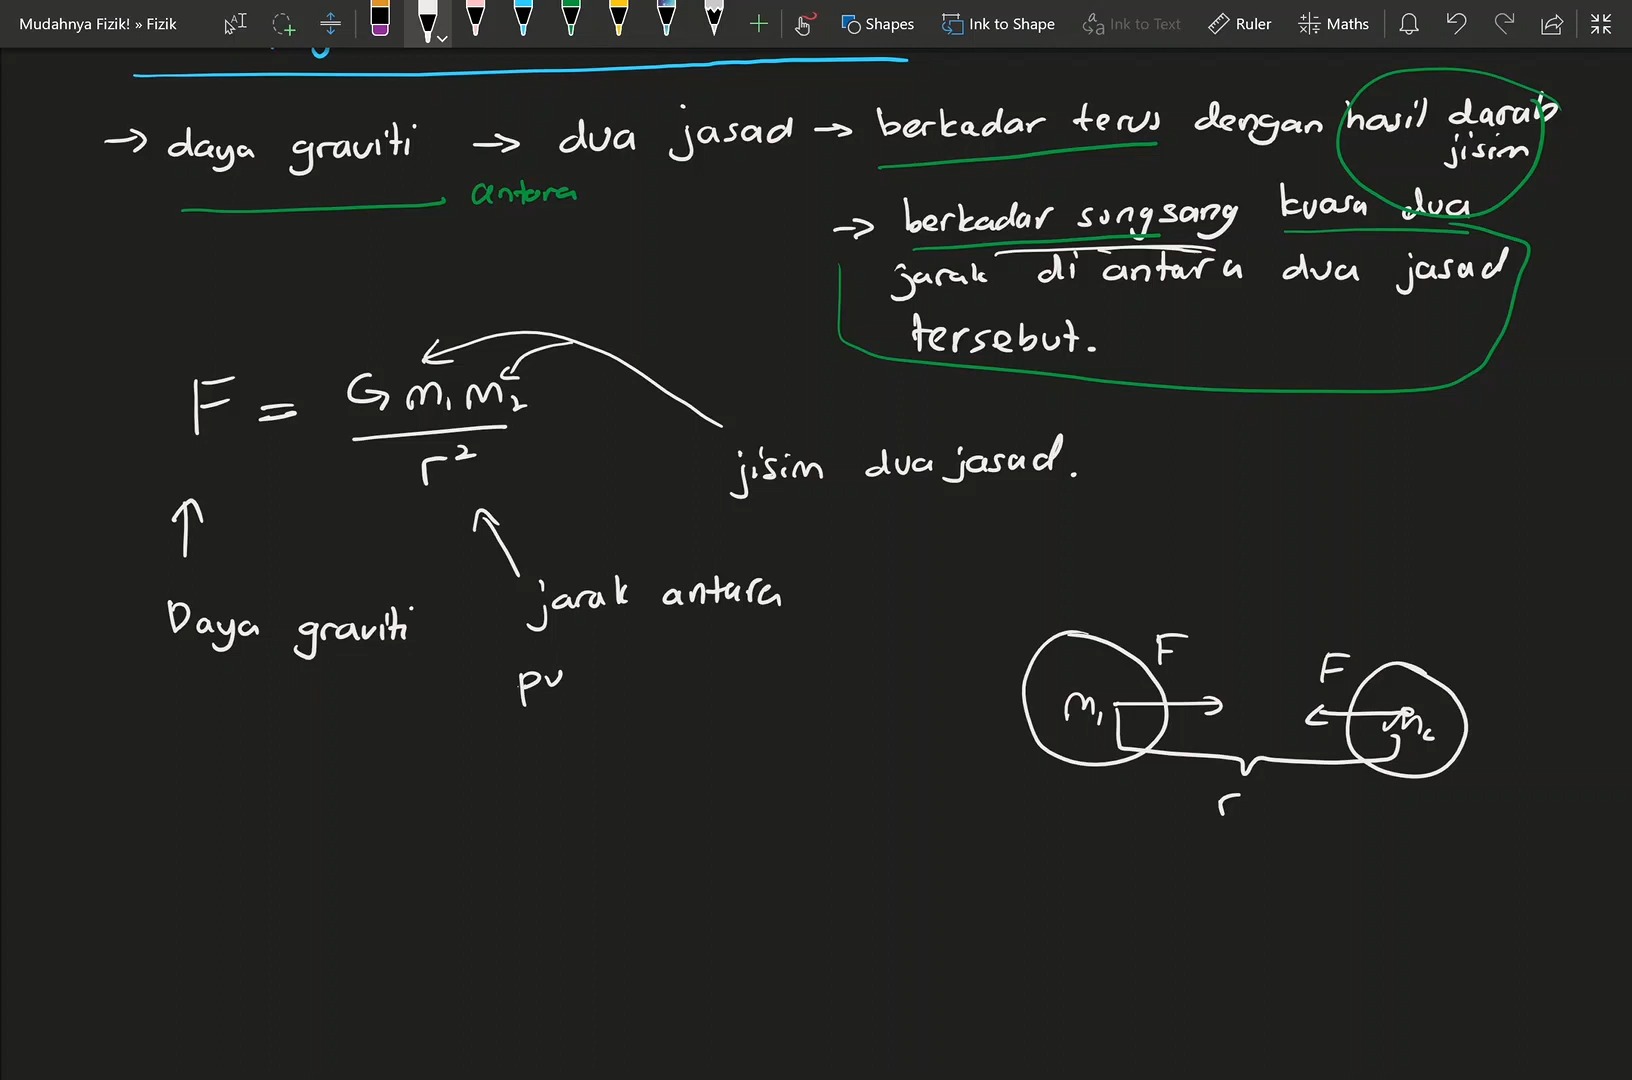 Mudahnya Fizik! » Fizik
Shapes
Ink to Shape
Ink to Text
Ruler
Maths
→ daya graviti → dua jasad → berkadar terus dengan hasil darab
jisim
antara
→ berkadar songsang kuasa dua
jarak di antara dua jasad
tersebut.
F = G m₁ m₂
r²
jisim dua jasad.
Daya graviti
jarak antara
pu
F
F
m₁
r